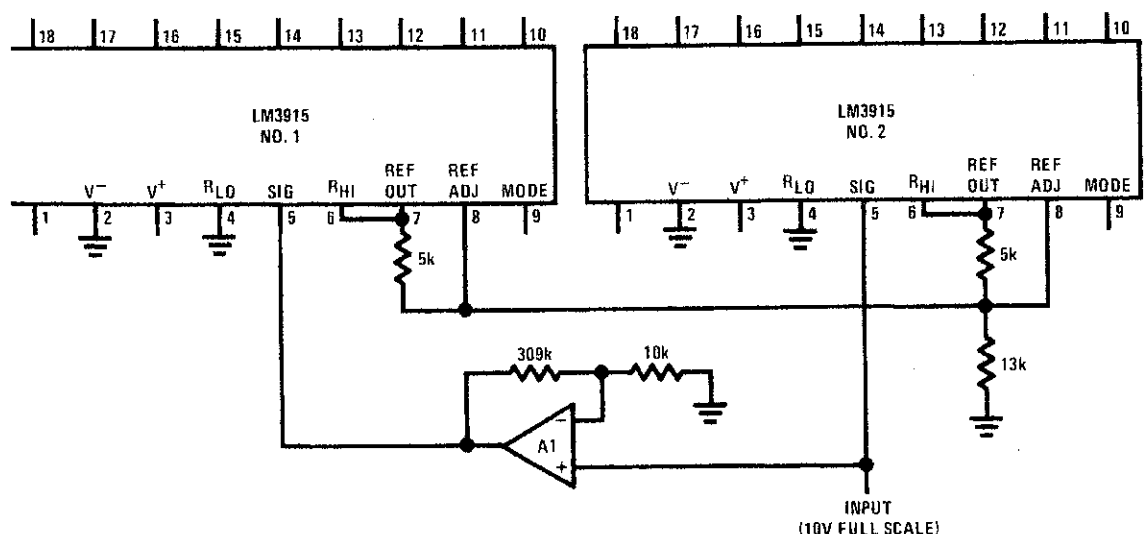 18 17 16 15 14 13 12 11 10
18 17 16 15 14 13 12 11 10
LM3915
NO. 1
LM3915
NO. 2
V⁻ V⁺ RLO SIG RHI REF OUT REF ADJ MODE
V⁻ V⁺ RLO SIG RHI REF OUT REF ADJ MODE
1 2 3 4 5 6 7 8 9
1 2 3 4 5 6 7 8 9
5k
5k
309k
10k
13k
−
A1
+
INPUT
(10V FULL SCALE)